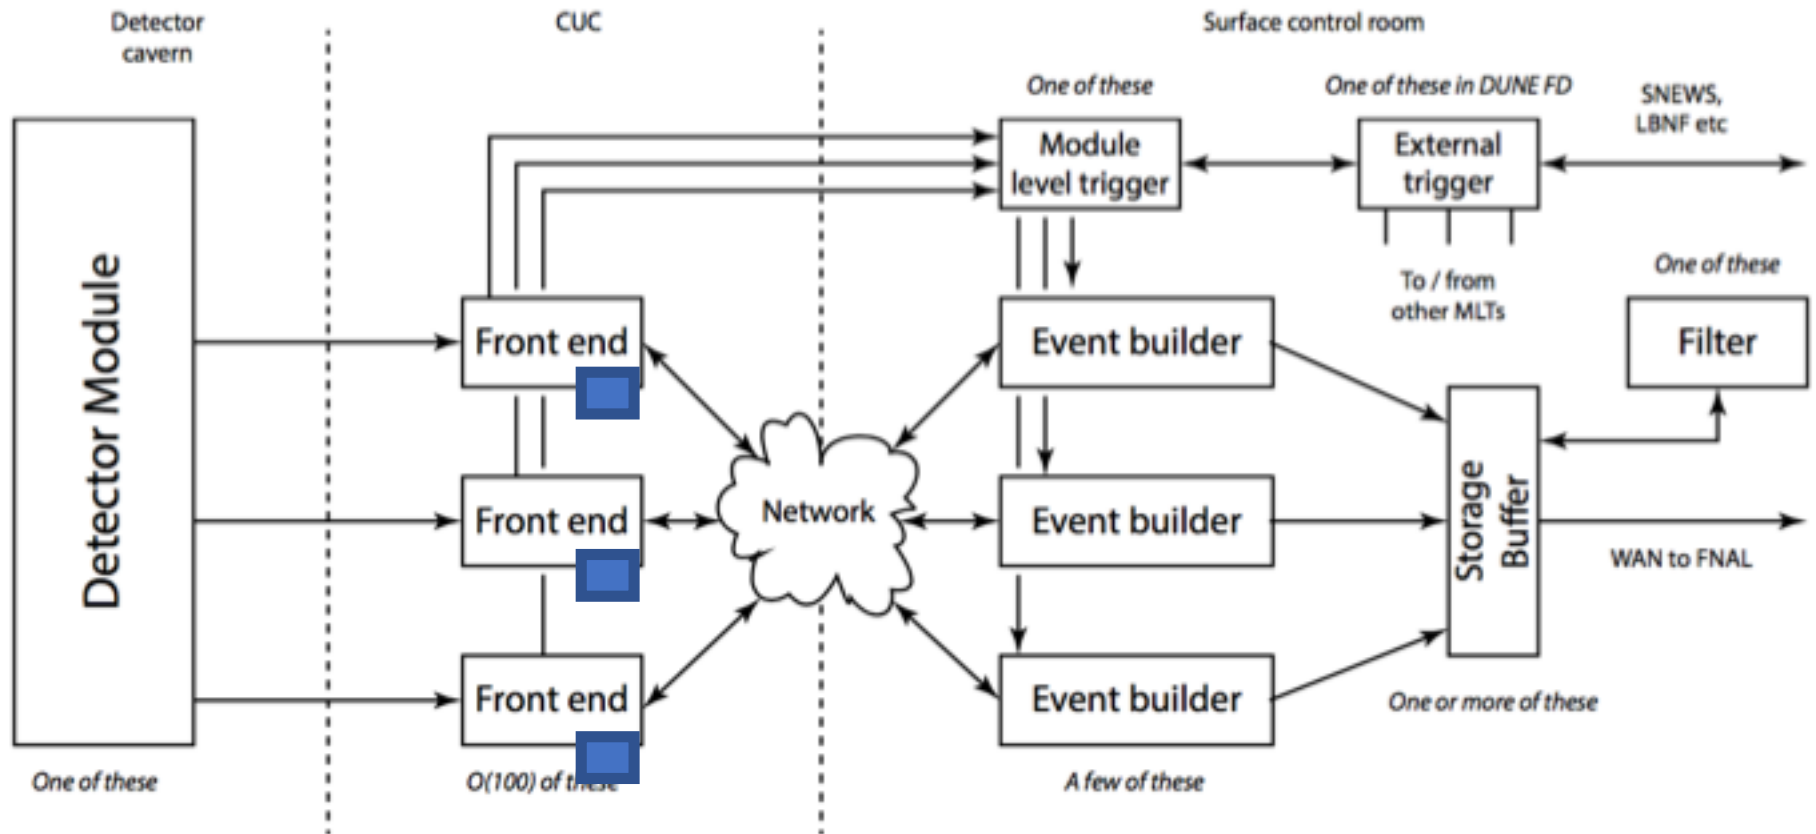 Detector
cavern
CUC
Surface control room
One of these
One of these in DUNE FD
SNEWS,
LBNF etc
Module
level trigger
External
trigger
To / from
other MLTs
One of these
Filter
Detector Module
Front end
Event builder
Front end
Network
Event builder
Storage
Buffer
WAN to FNAL
Front end
Event builder
One or more of these
One of these
O(100) of these
A few of these